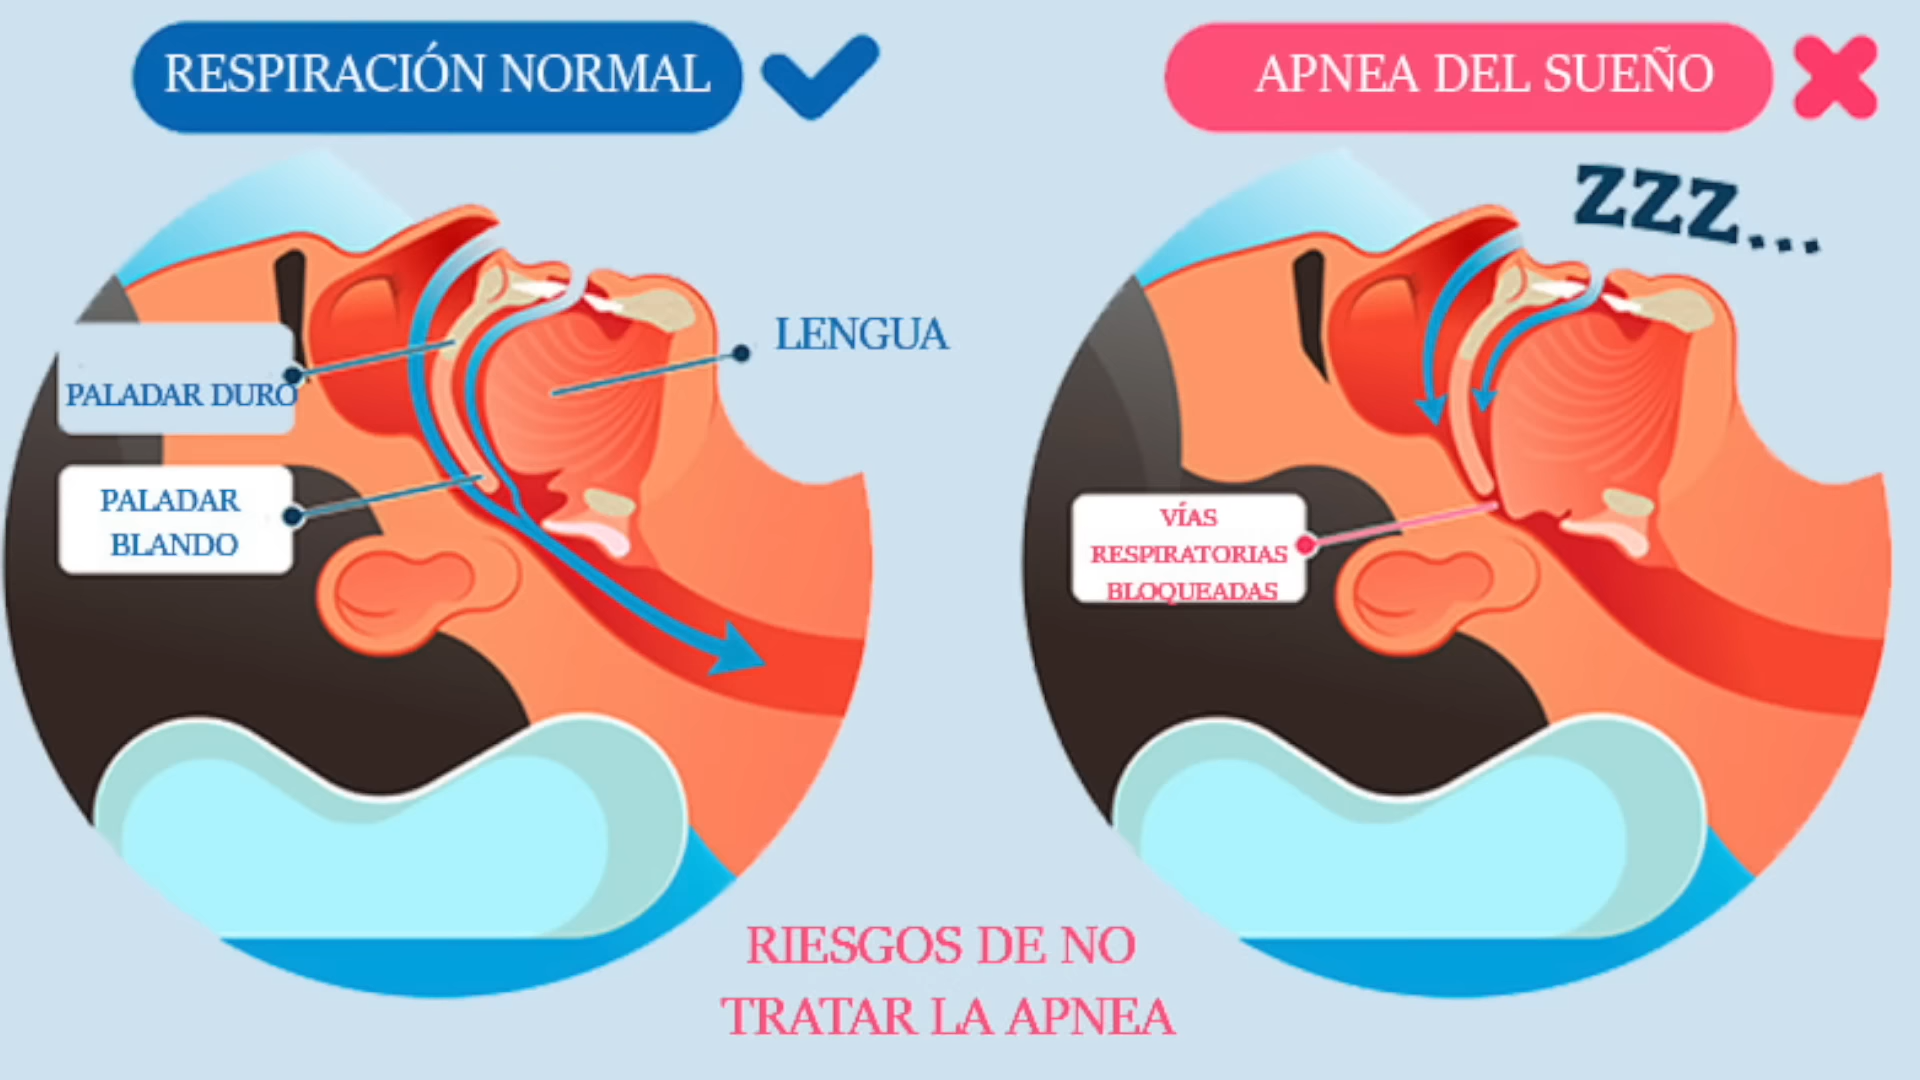 RESPIRACIÓN NORMAL
APNEA DEL SUEÑO
ZZZ...
LENGUA
PALADAR DURO
PALADAR
BLANDO
VÍAS
RESPIRATORIAS
BLOQUEADAS
RIESGOS DE NO
TRATAR LA APNEA